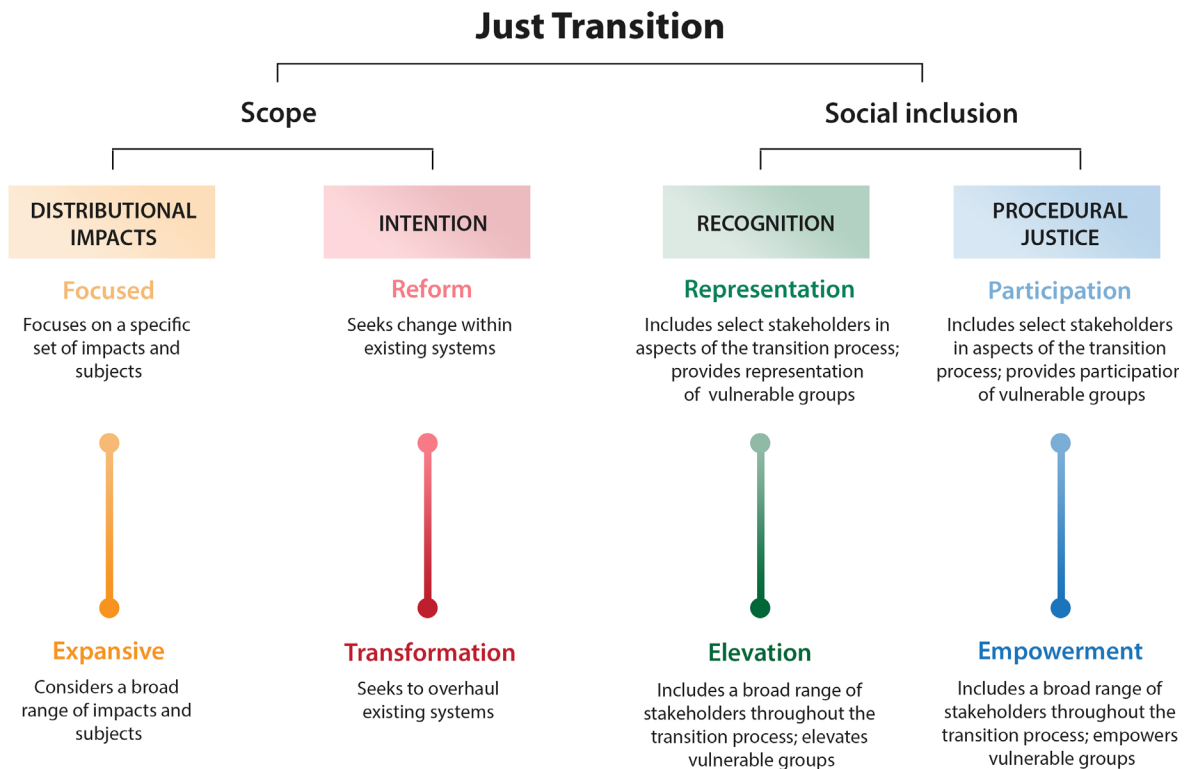 Just Transition
Scope
Social inclusion
DISTRIBUTIONAL
IMPACTS
Focused
Focuses on a specific
set of impacts and
subjects
Expansive
Considers a broad
range of impacts and
subjects
INTENTION
Reform
Seeks change within
existing systems
Transformation
Seeks to overhaul
existing systems
RECOGNITION
Representation
Includes select stakeholders in
aspects of the transition process;
provides representation
of vulnerable groups
Elevation
Includes a broad range of
stakeholders throughout the
transition process; elevates
vulnerable groups
PROCEDURAL
JUSTICE
Participation
Includes select stakeholders
in aspects of the transition
process; provides participation
of vulnerable groups
Empowerment
Includes a broad range of
stakeholders throughout the
transition process; empowers
vulnerable groups